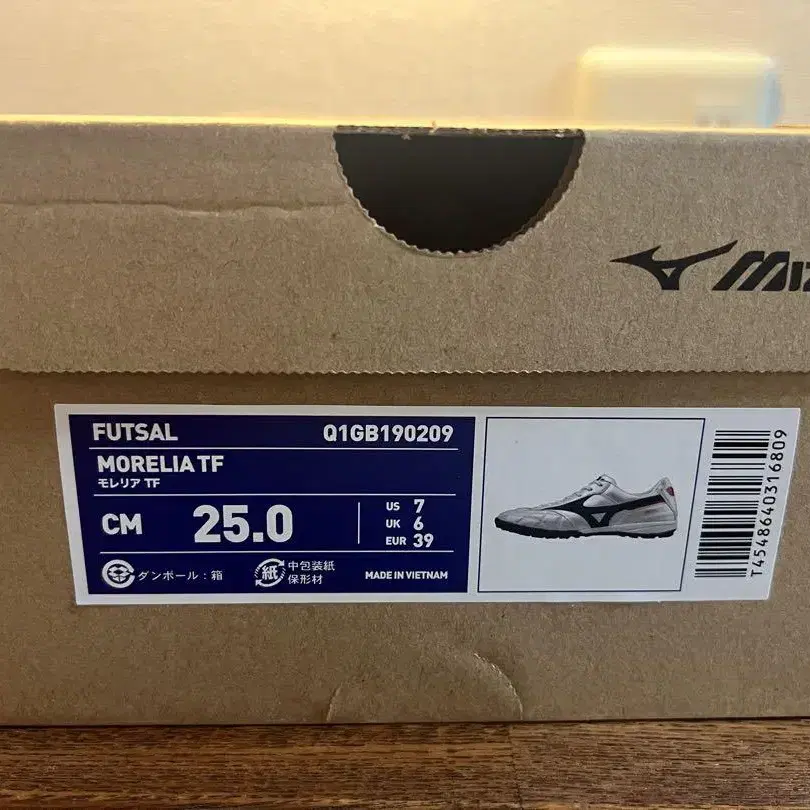 MIZ
FUTSAL Q1GB190209
MORELIA TF
モレリア TF
CM 25.0
US 7
UK 6
EUR 39
ダンボール：箱
紙 中包装紙
保形材
MADE IN VIETNAM
T4548640316809